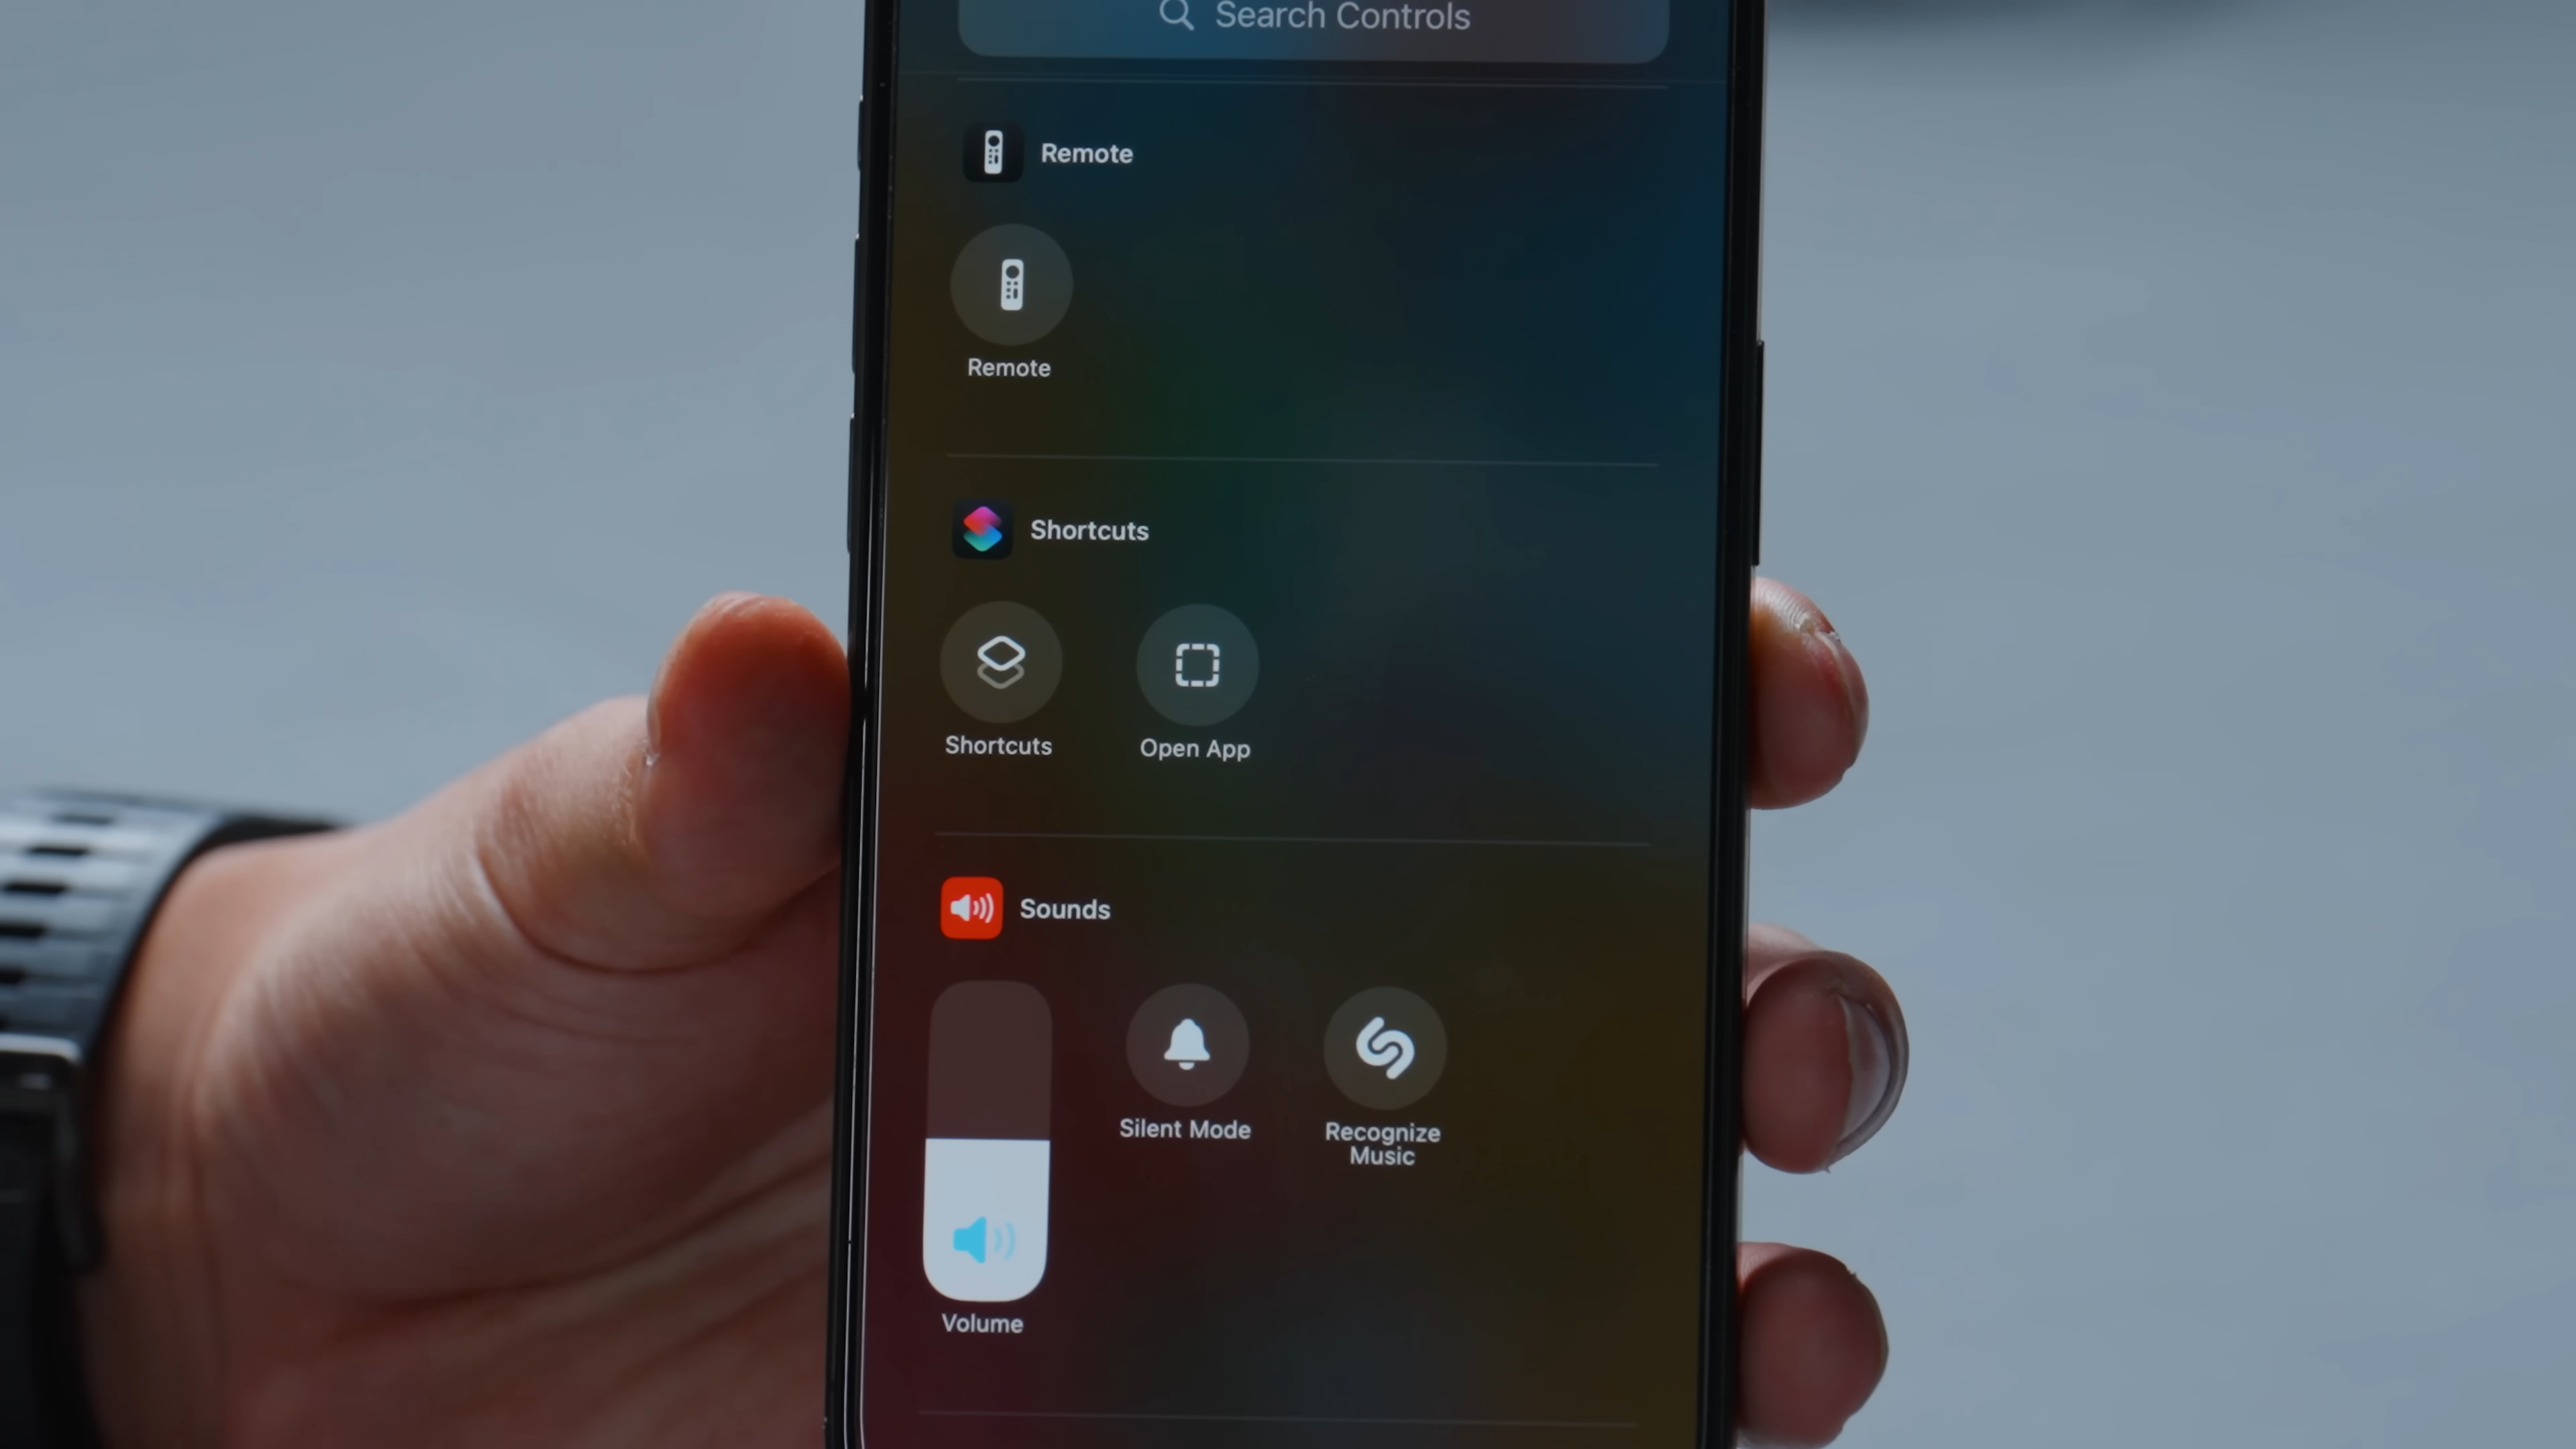 Search Controls
Remote
Remote
Shortcuts
Shortcuts
Open App
Sounds
Silent Mode
Recognize
Music
Volume